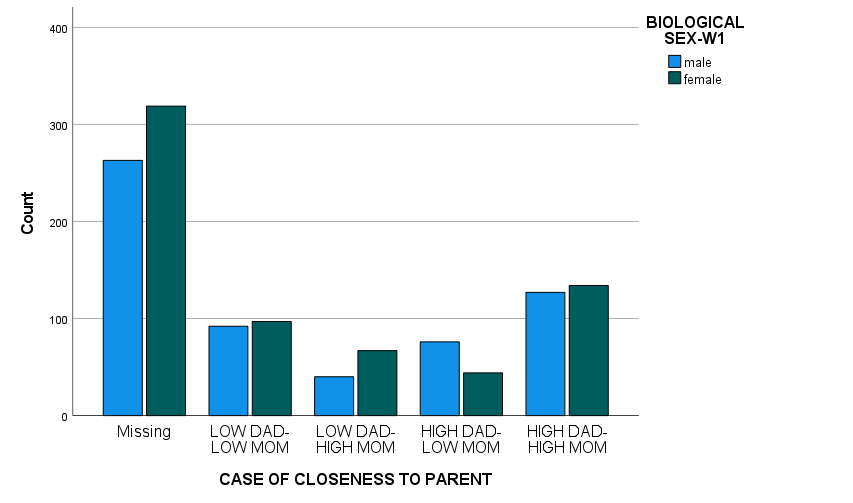 BIOLOGICAL
SEX-W1
male
female
400
300
200
100
0
Count
Missing
LOW DAD-
LOW MOM
LOW DAD-
HIGH MOM
HIGH DAD-
LOW MOM
HIGH DAD-
HIGH MOM
CASE OF CLOSENESS TO PARENT